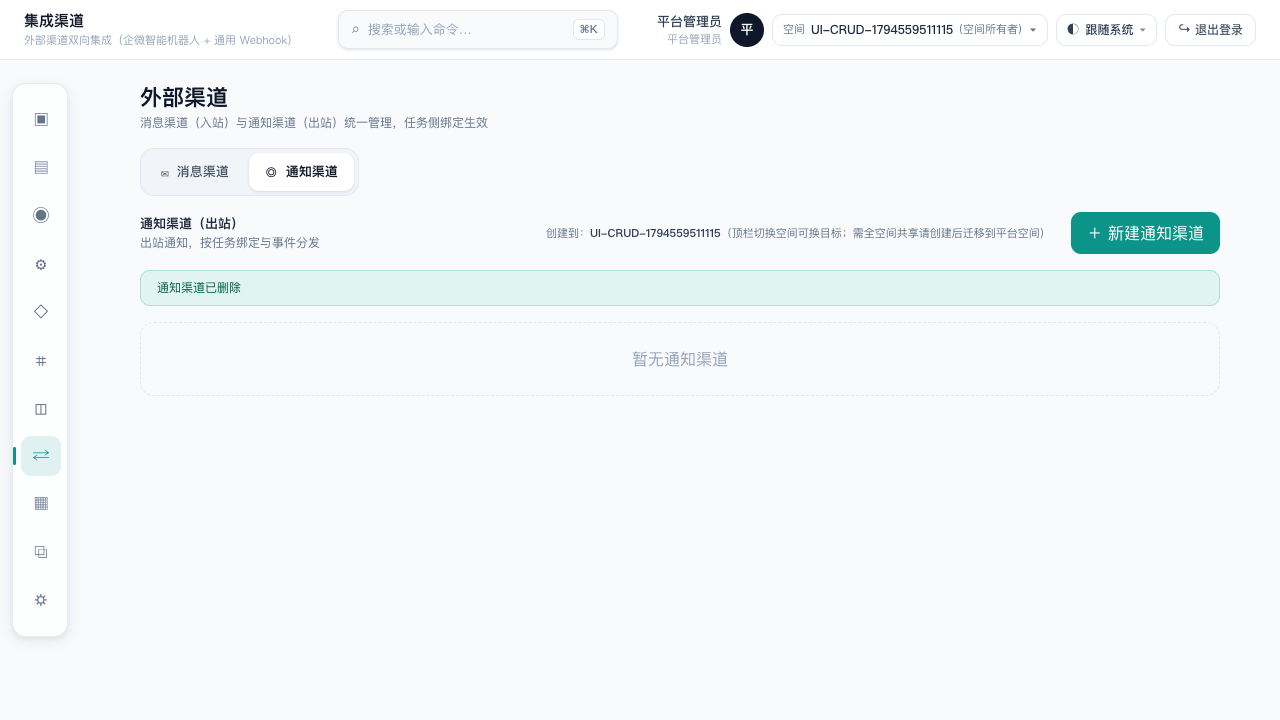 集成渠道
外部渠道双向集成（企微智能机器人 + 通用 Webhook）
搜索或输入命令…
⌘K
平台管理员
平台管理员
平
空间 UI-CRUD-1794559511115（空间所有者）
跟随系统
退出登录
外部渠道
消息渠道（入站）与通知渠道（出站）统一管理，任务侧绑定生效
消息渠道
通知渠道
通知渠道（出站）
出站通知，按任务绑定与事件分发
创建到：UI-CRUD-1794559511115（顶栏切换空间可换目标；需全空间共享请创建后迁移到平台空间）
＋ 新建通知渠道
通知渠道已删除
暂无通知渠道